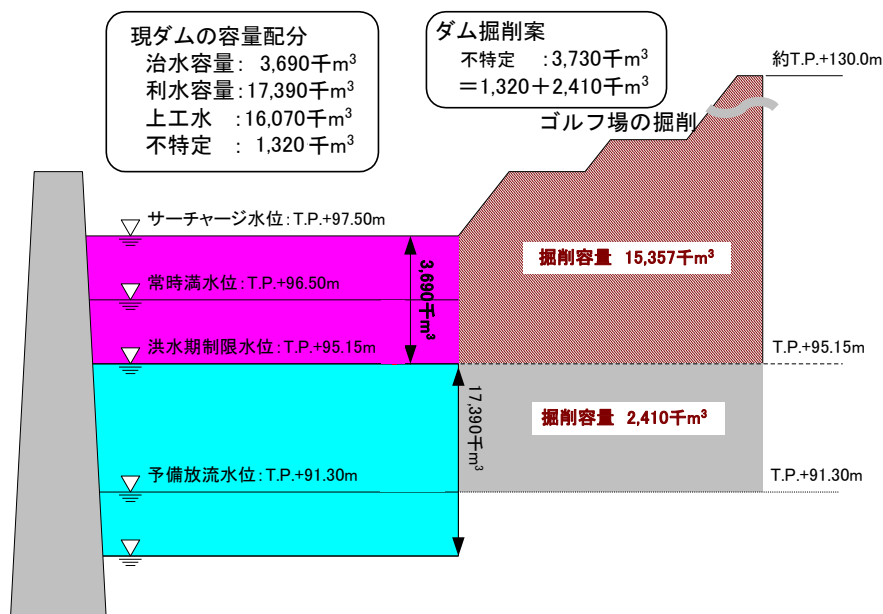 現ダムの容量配分
治水容量: 3,690千m³
利水容量:17,390千m³
上工水 :16,070千m³
不特定 : 1,320千m³
ダム掘削案
不特定 :3,730千m³
=1,320+2,410千m³
約T.P.+130.0m
ゴルフ場の掘削
サーチャージ水位:T.P.+97.50m
掘削容量 15,357千m³
3,690千m³
常時満水位:T.P.+96.50m
洪水期制限水位:T.P.+95.15m
T.P.+95.15m
17,390千m³
掘削容量 2,410千m³
予備放流水位:T.P.+91.30m
T.P.+91.30m